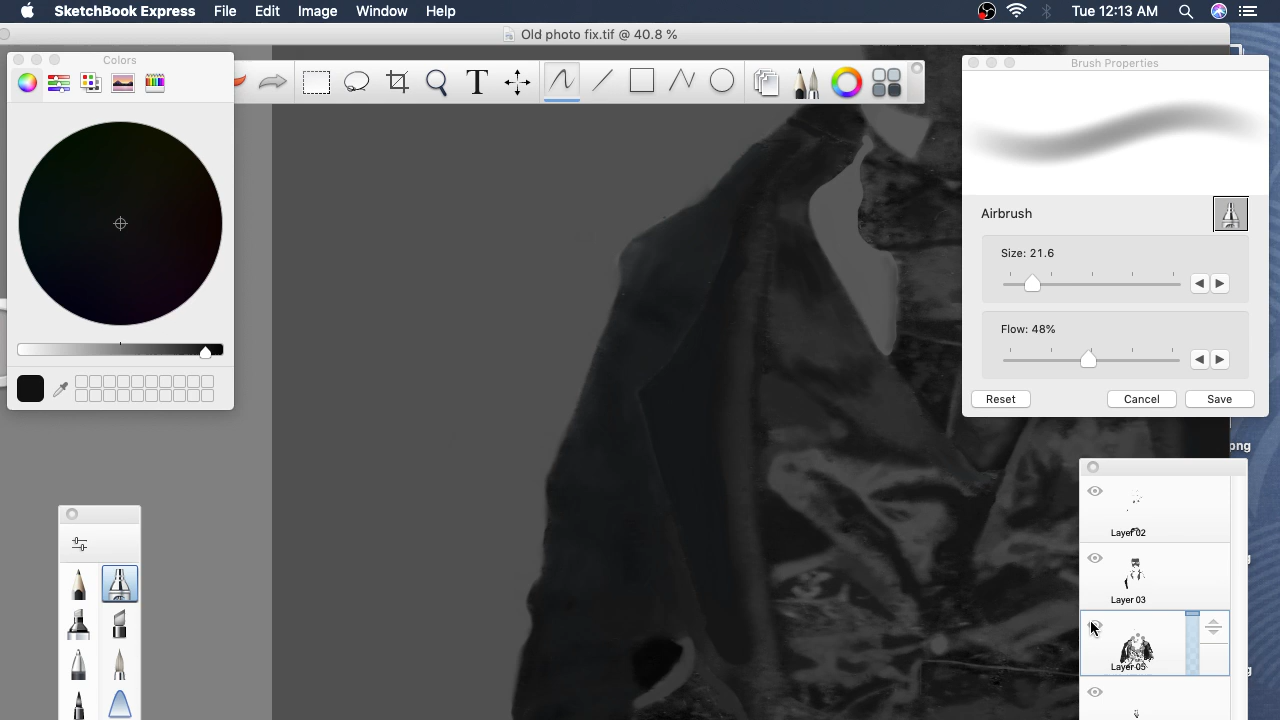 SketchBook Express File Edit Image Window Help Tue 12:13 AM
Old photo fix.tif @ 40.8 %
Colors
T
Brush Properties
Airbrush
Size: 21.6
Flow: 48%
Reset Cancel Save
png
Layer 02
Layer 03
Layer 05